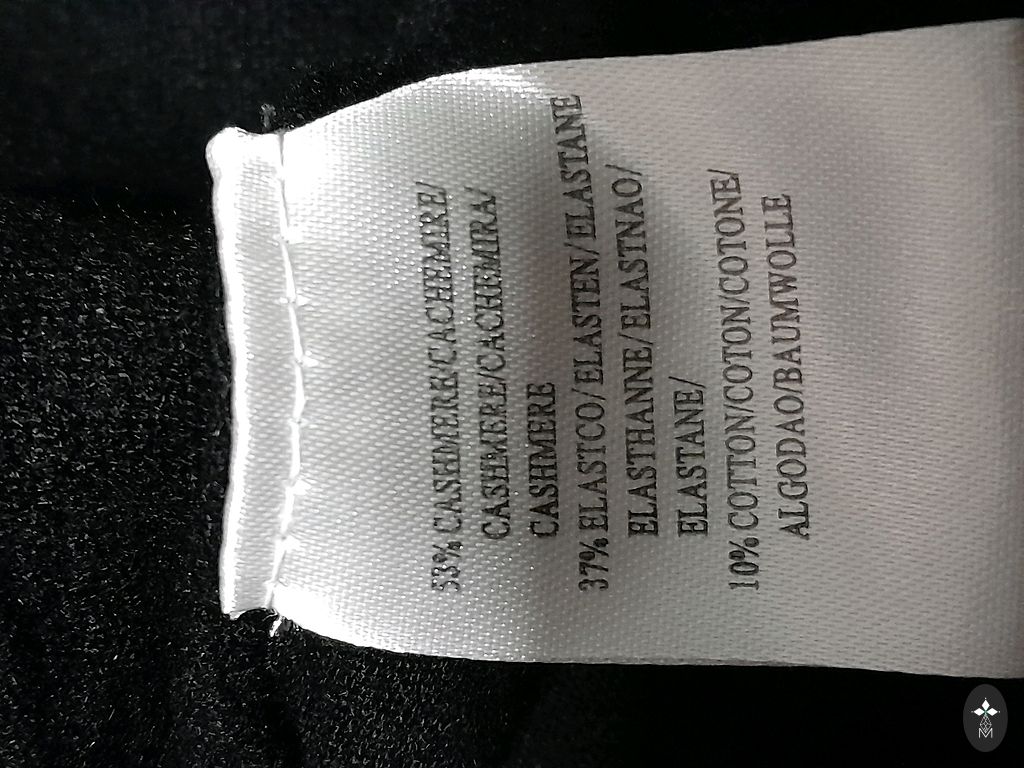 53% CASHMERE/CACHEMIRE/
CASHMERE/CACHEMIRA/
CASHMERE
37% ELASTCO/ELASTEN/ELASTANE
ELASTHANNE/ELASTNAO/
ELASTANE/
10% COTTON/COTON/COTONE/
ALGODAO/BAUMWOLLE
M